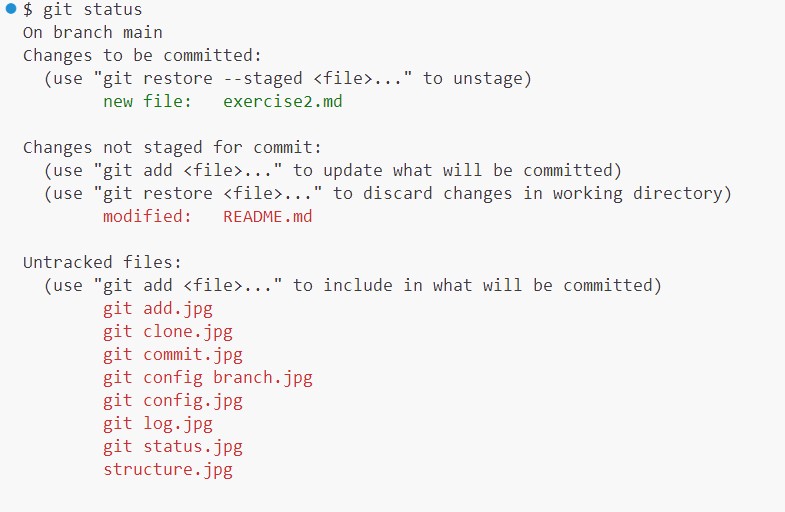 $ git status
On branch main
Changes to be committed:
  (use "git restore --staged <file>..." to unstage)
        new file:   exercise2.md

Changes not staged for commit:
  (use "git add <file>..." to update what will be committed)
  (use "git restore <file>..." to discard changes in working directory)
        modified:   README.md

Untracked files:
  (use "git add <file>..." to include in what will be committed)
        git add.jpg
        git clone.jpg
        git commit.jpg
        git config branch.jpg
        git config.jpg
        git log.jpg
        git status.jpg
        structure.jpg